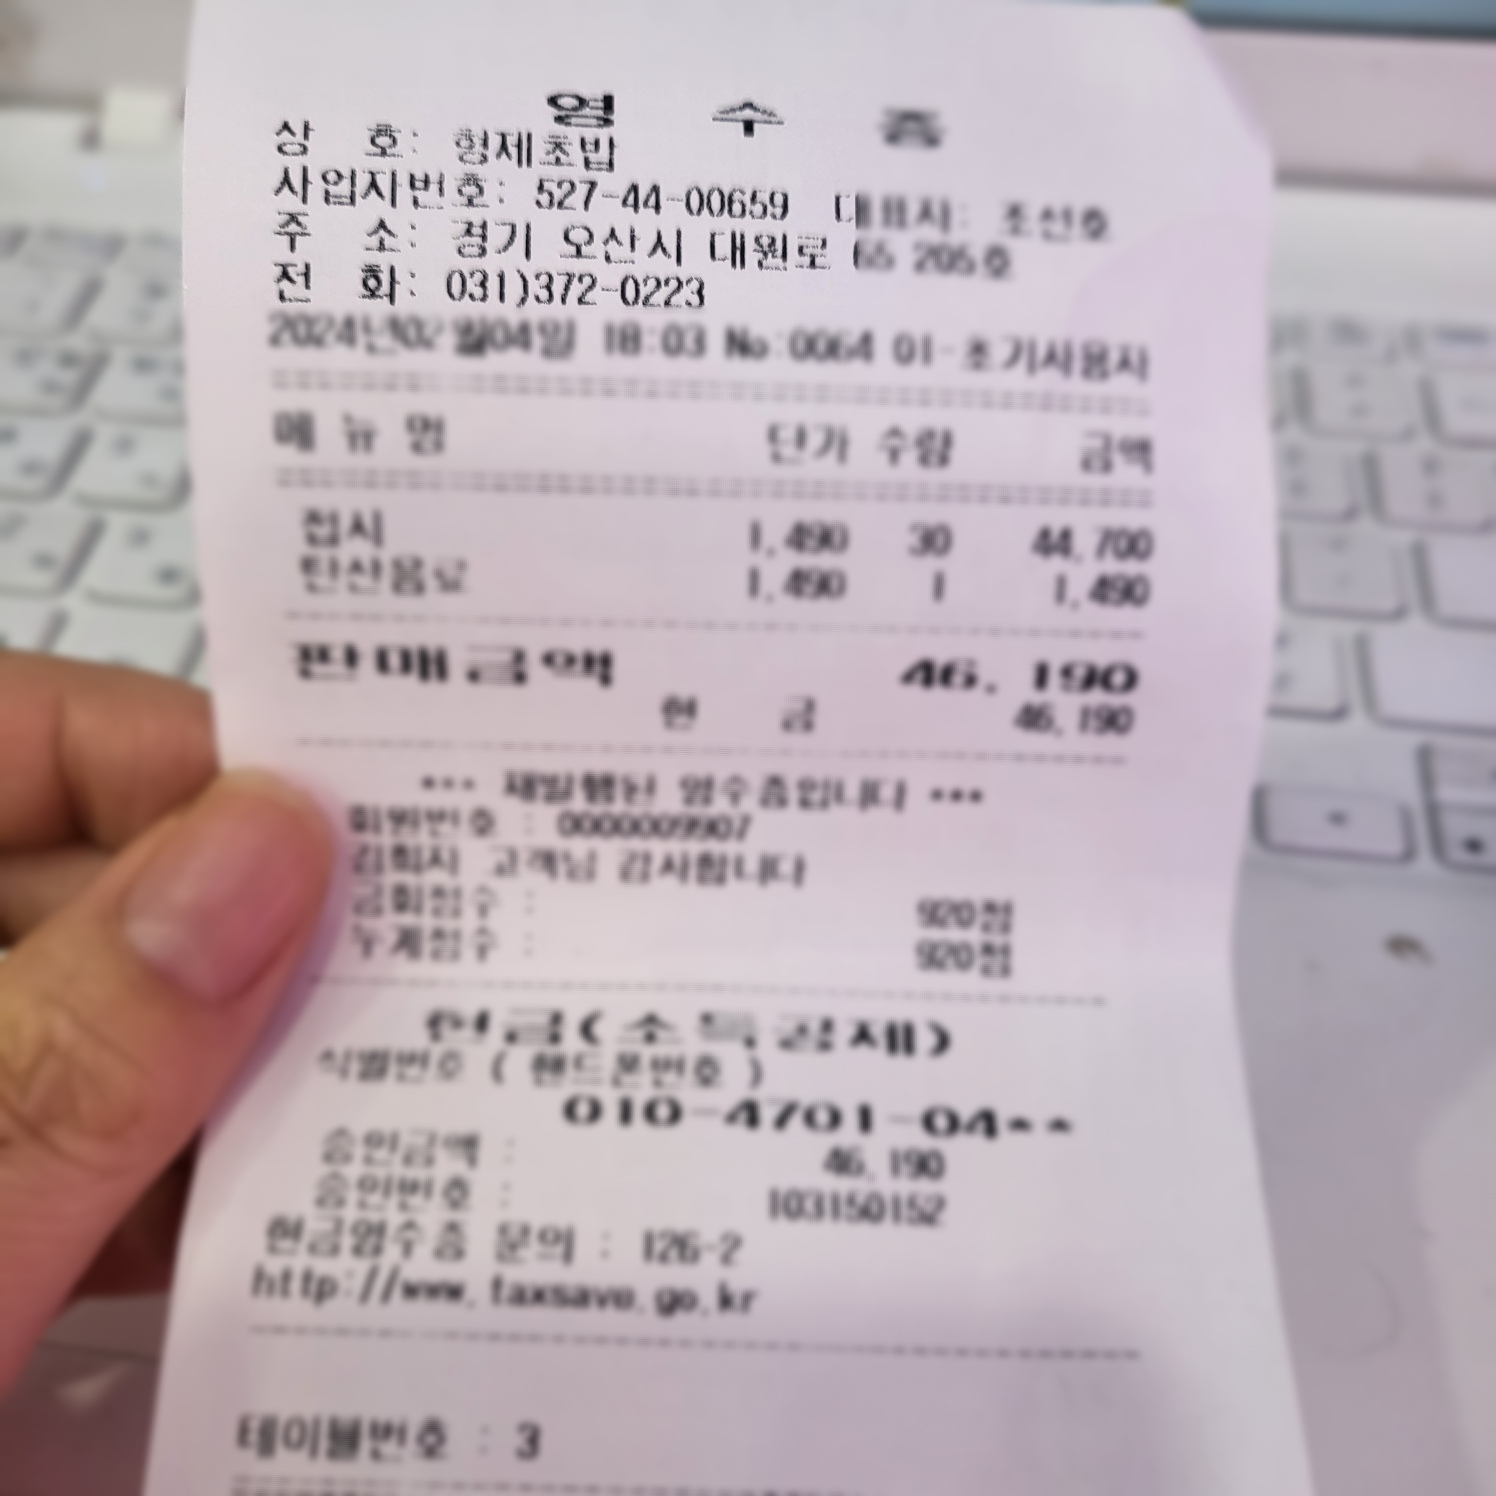 영 수 증
상 호: 형제초밥
사업자번호: 527-44-00659 대표자: 조선호
주 소: 경기 오산시 대원로 65 205호
전 화: 031)372-0223
2024년02월04일 18:03 No:0064 01-초기사용자
메 뉴 명 단가 수량 금액
접시 1,490 30 44,700
탄산음료 1,490 1 1,490
판매금액 46,190
현 금 46,190
*** 재발행된 영수증입니다 ***
회원번호 : 0000009907
김희자 고객님 감사합니다
금회점수 : 920점
누계점수 : 920점
현금(소득공제)
식별번호 ( 핸드폰번호 )
010-4701-04**
승인금액 : 46,190
승인번호 : 103150152
현금영수증 문의 : 126-2
http://www.taxsave.go.kr
테이블번호 : 3